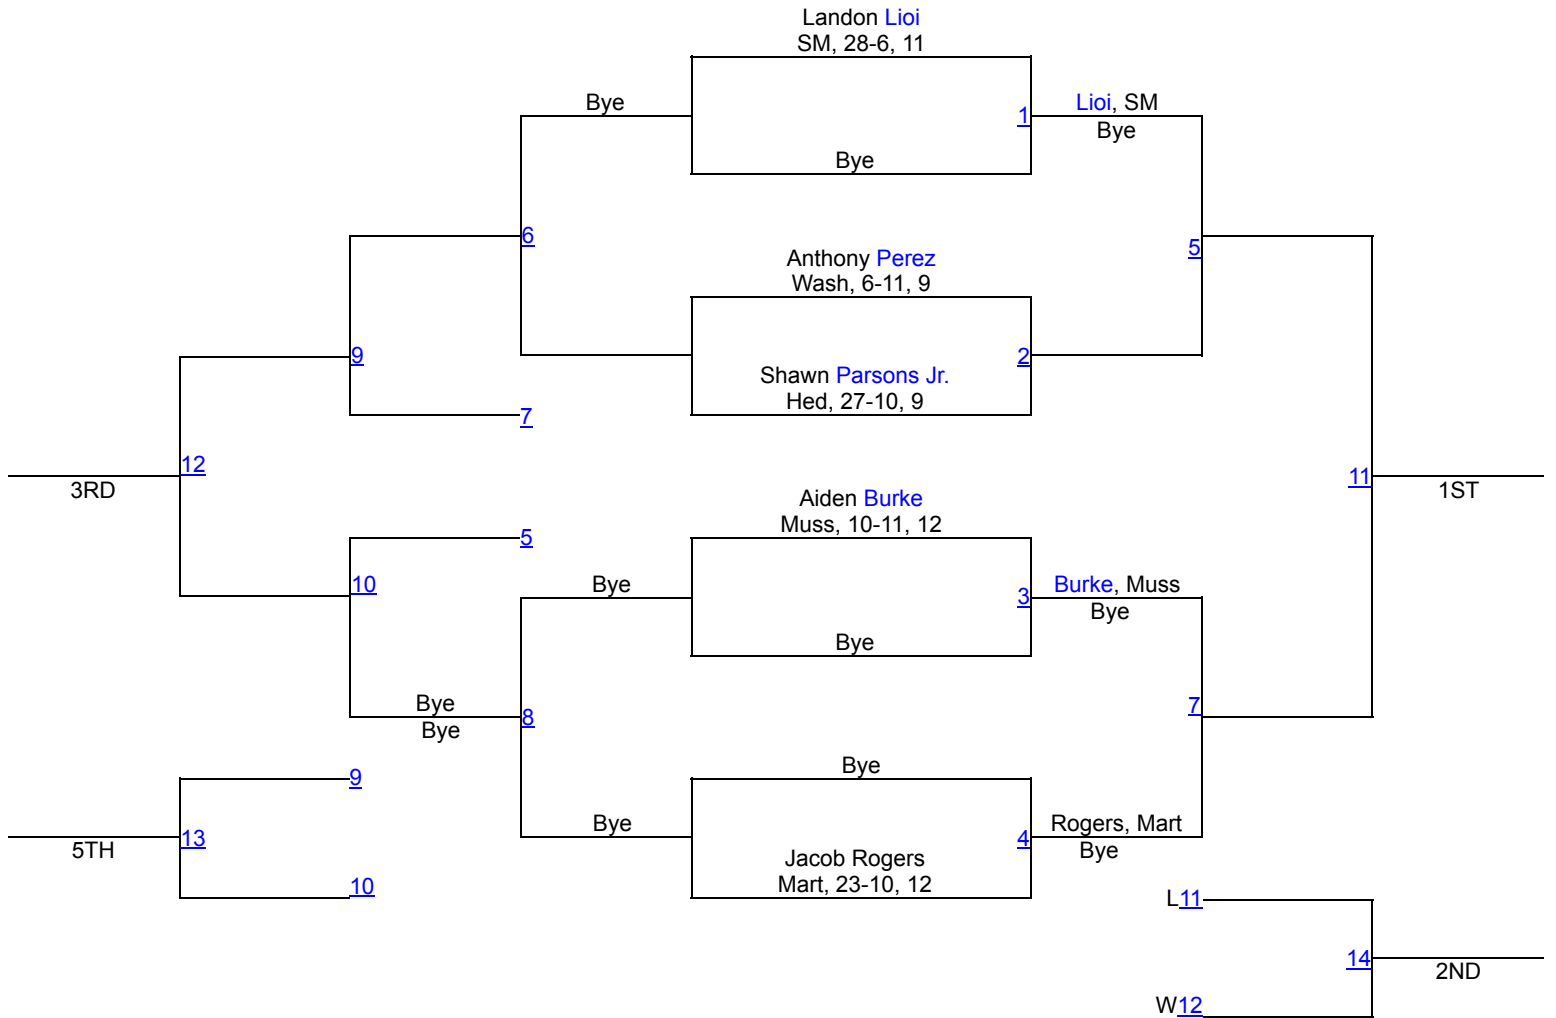 Landon Lioi
SM, 28-6, 11
Bye
1
Lioi, SM
Bye
Bye
6
5
Anthony Perez
Wash, 6-11, 9
9
2
Shawn Parsons Jr.
Hed, 27-10, 9
7
12
3RD
11
1ST
Aiden Burke
Muss, 10-11, 12
5
10
Bye
3
Burke, Muss
Bye
Bye
Bye
Bye
8
7
Bye
9
13
5TH
Bye
4
Rogers, Mart
Bye
Jacob Rogers
Mart, 23-10, 12
10
L11
14
2ND
W12